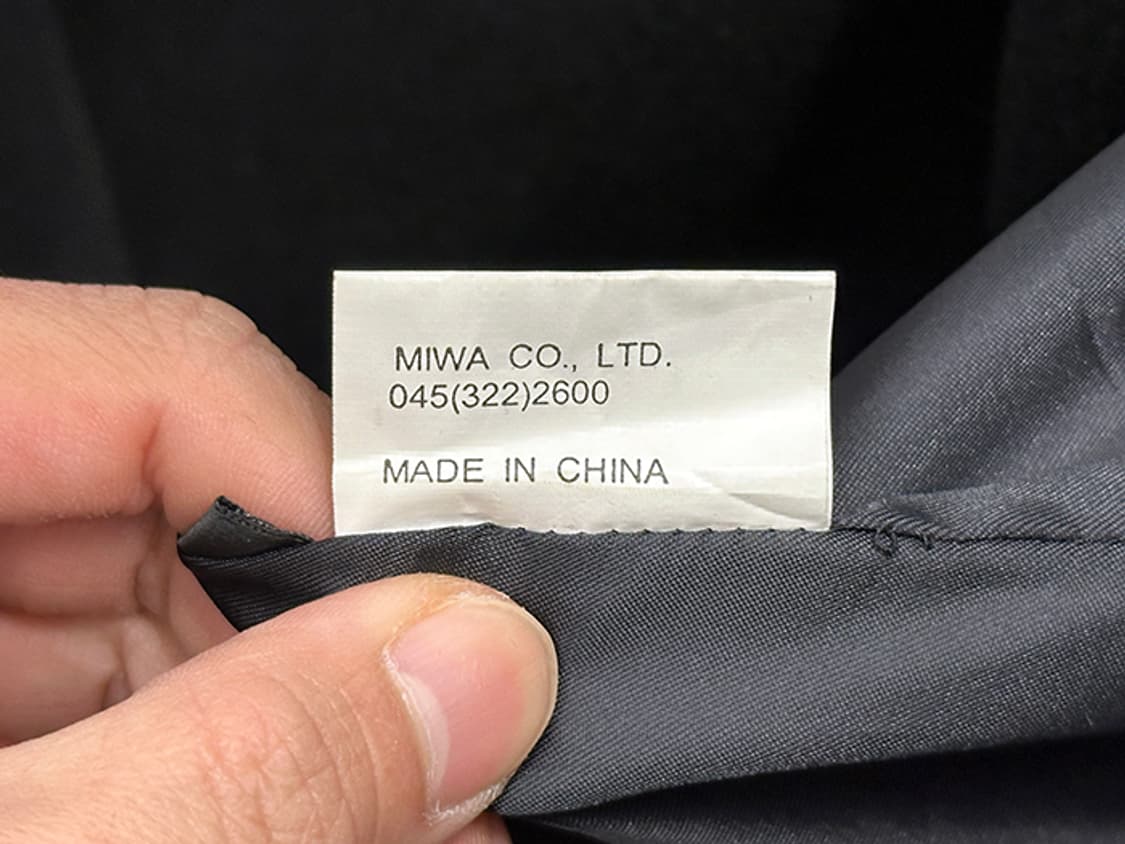 MIWA CO., LTD.
045(322)2600
MADE IN CHINA